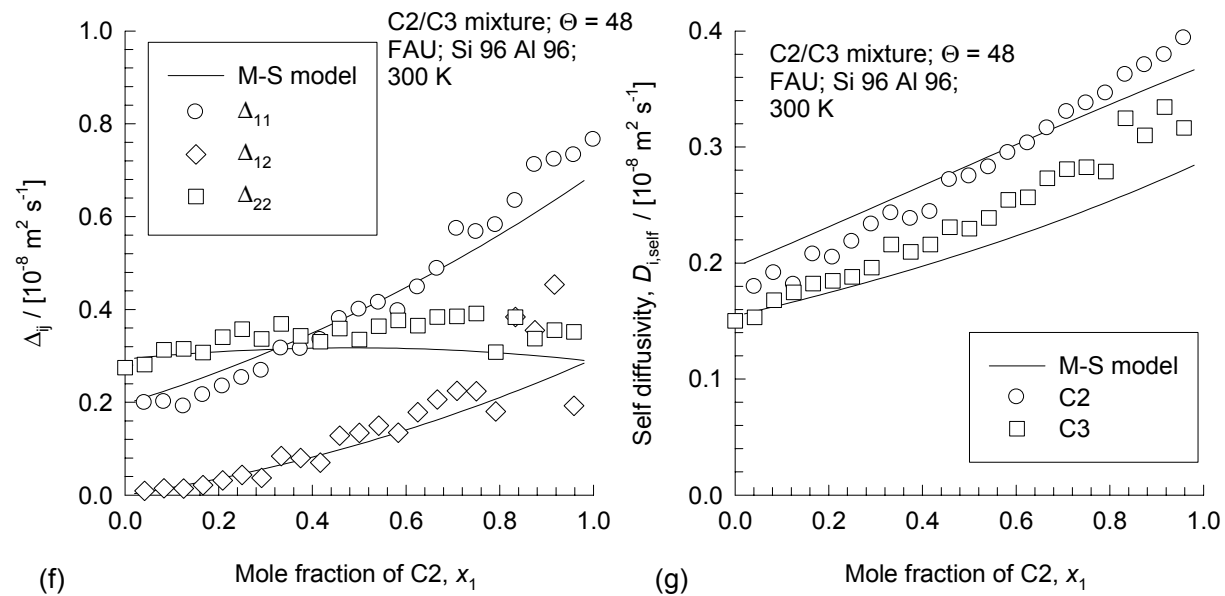 C2/C3 mixture; Θ = 48
FAU; Si 96 Al 96;
300 K
M-S model
Δ11
Δ12
Δ22
1.0
0.8
0.6
0.4
0.2
0.0
Δij / [10-8 m2 s-1]
0.0 0.2 0.4 0.6 0.8 1.0
(f) Mole fraction of C2, x1
C2/C3 mixture; Θ = 48
FAU; Si 96 Al 96;
300 K
M-S model
C2
C3
0.4
0.3
0.2
0.1
0.0
Self diffusivity, Di,self / [10-8 m2 s-1]
0.0 0.2 0.4 0.6 0.8 1.0
(g) Mole fraction of C2, x1